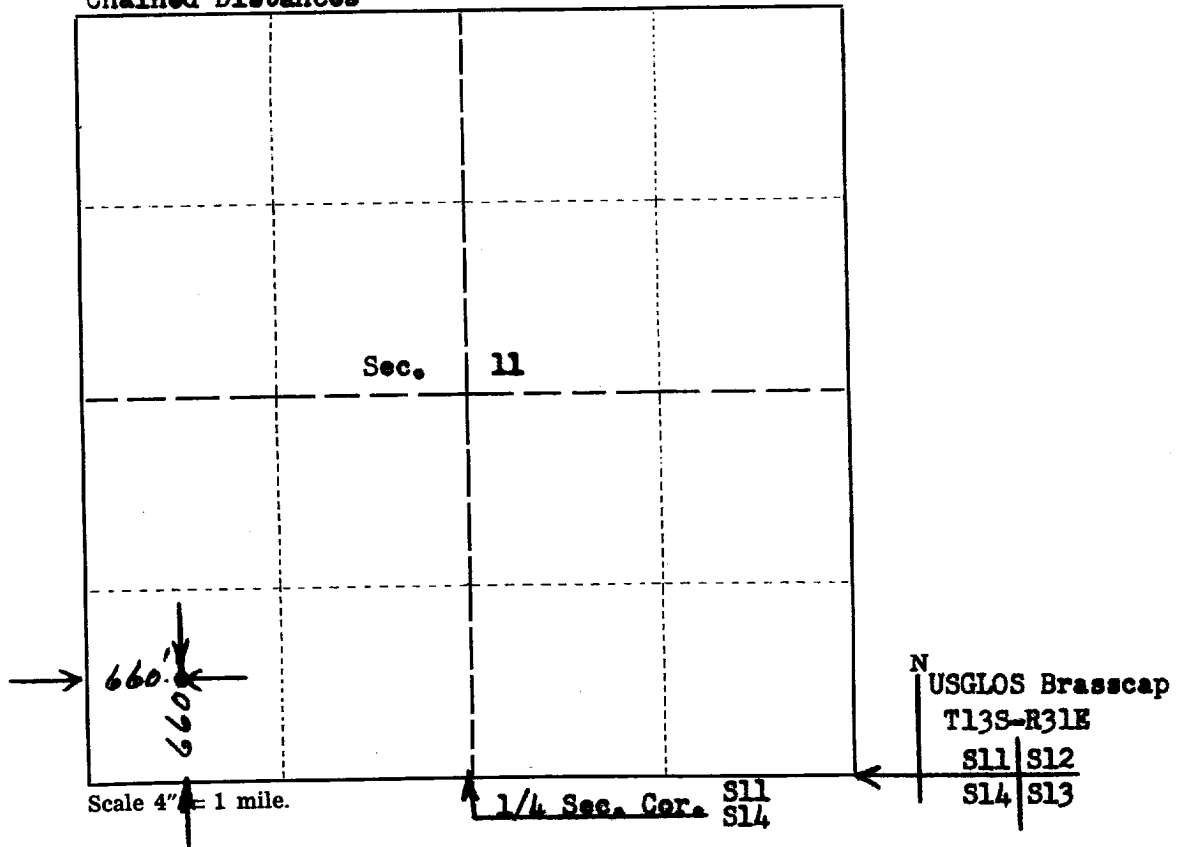 Chained Distances
Sec. 11
660'
660
N
USGLOS Brasscap
T13S-R31E
S11 S12
S14 S13
Scale 4" = 1 mile.
1/4 Sec. Cor. S11
S14